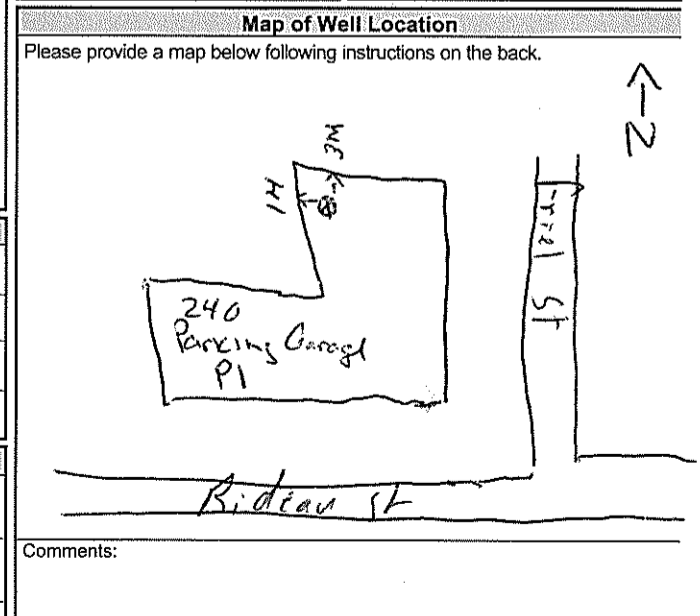 Map of Well Location
Please provide a map below following instructions on the back.
N
3M
1M
Friel St
240
Parking Garage
P1
Rideau St
Comments: